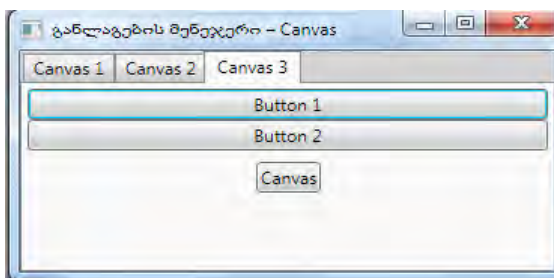 განლაგების მენეჯერი – Canvas
Canvas 1 Canvas 2 Canvas 3
Button 1
Button 2
Canvas